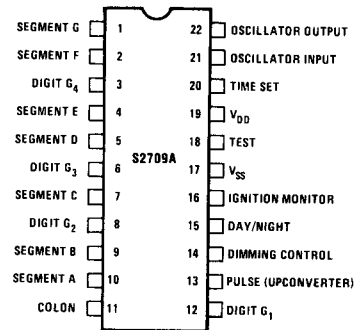 SEGMENT G 1 22 OSCILLATOR OUTPUT
SEGMENT F 2 21 OSCILLATOR INPUT
DIGIT G4 3 20 TIME SET
SEGMENT E 4 19 VDD
SEGMENT D 5 18 TEST
S2709A
DIGIT G3 6 17 VSS
SEGMENT C 7 16 IGNITION MONITOR
DIGIT G2 8 15 DAY/NIGHT
SEGMENT B 9 14 DIMMING CONTROL
SEGMENT A 10 13 PULSE (UPCONVERTER)
COLON 11 12 DIGIT G1